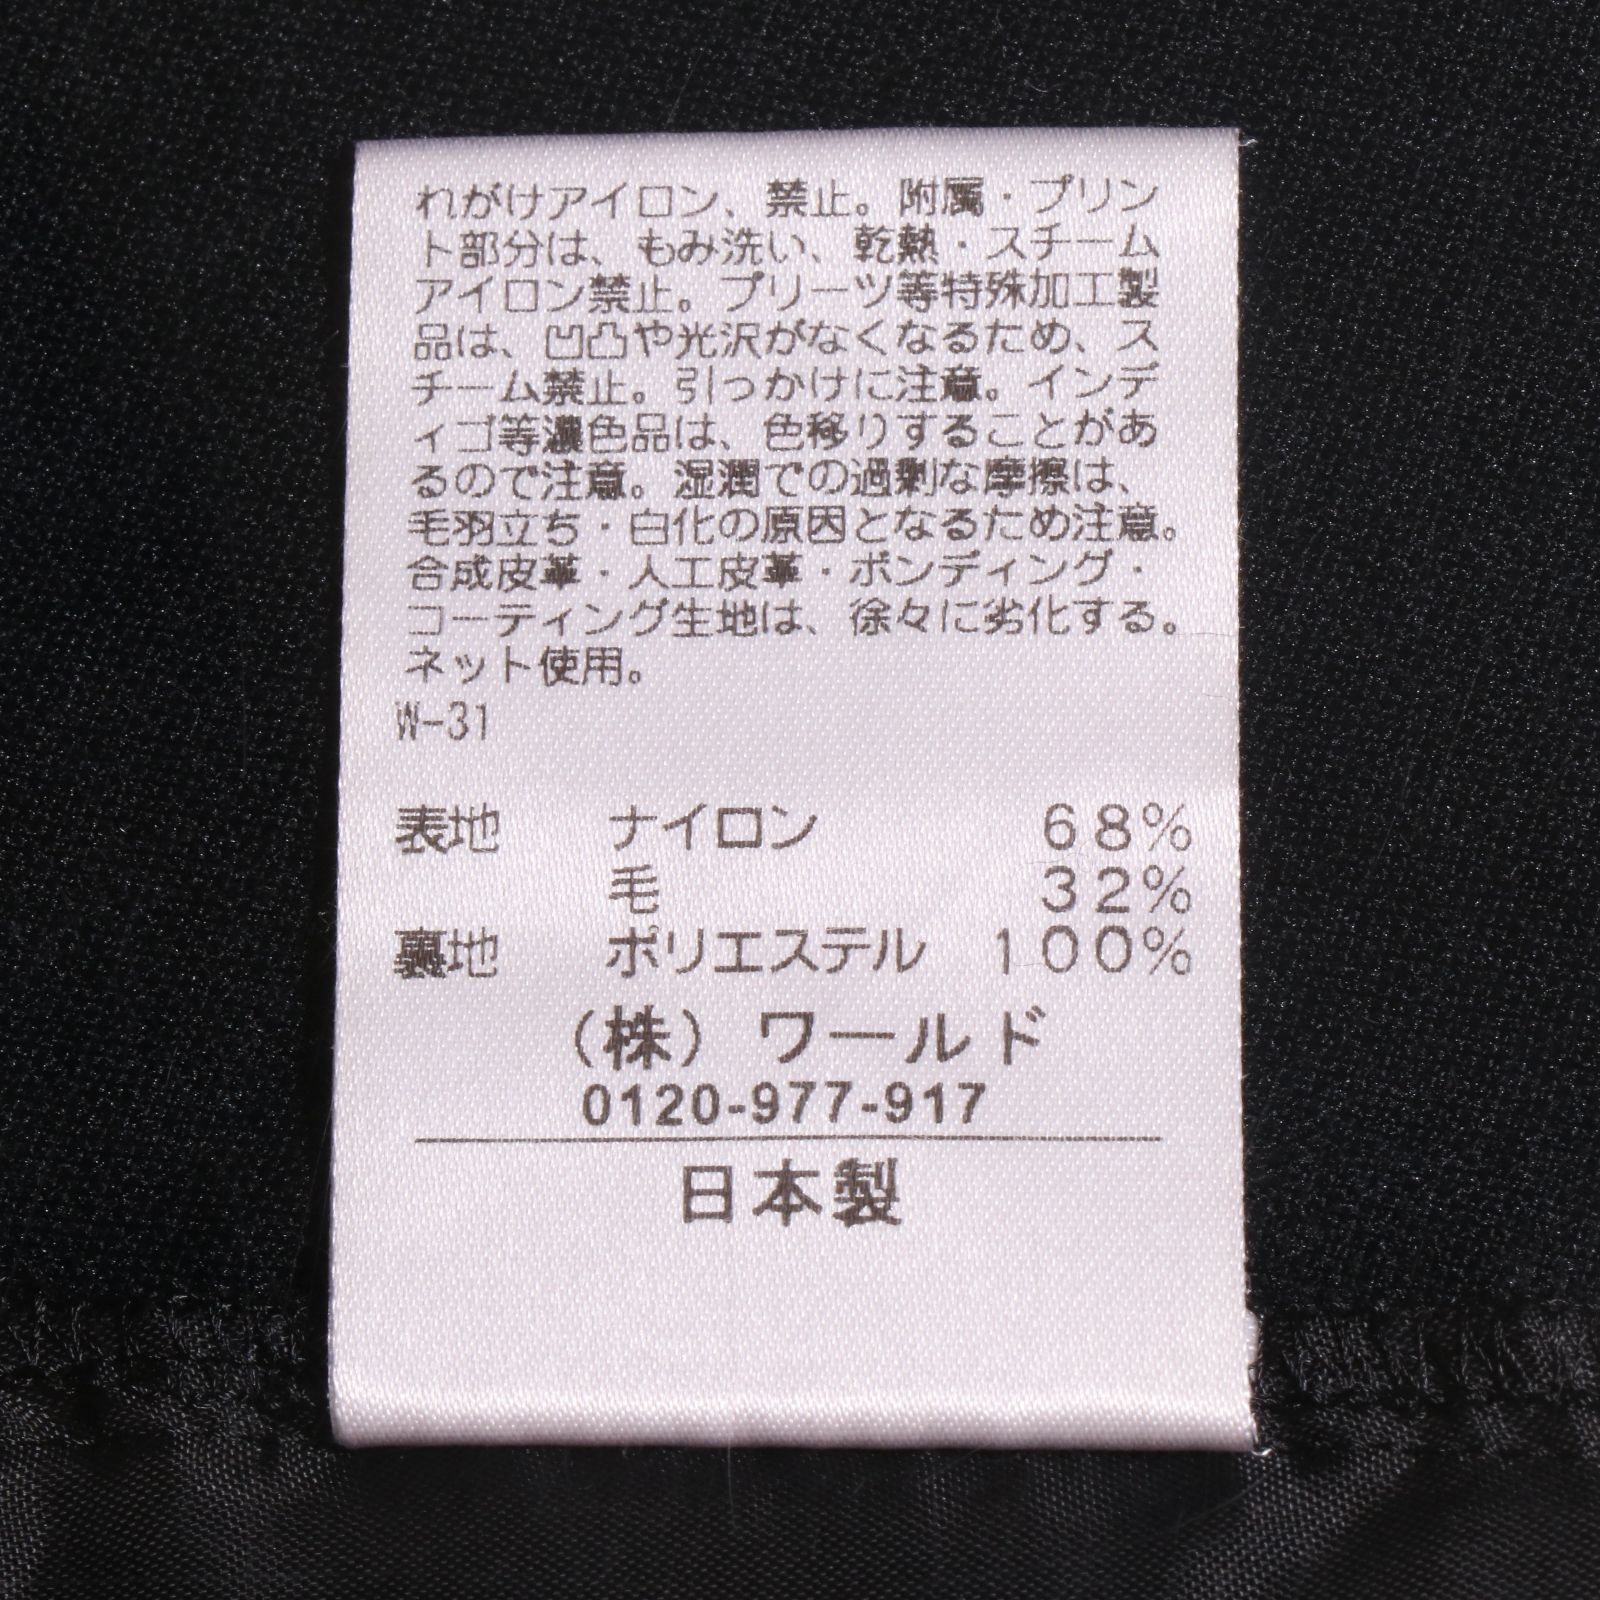 れがけアイロン、禁止。附属・プリン
ト部分は、もみ洗い、乾熱・スチーム
アイロン禁止。プリーツ等特殊加工製
品は、凹凸や光沢がなくなるため、ス
チーム禁止。引っかけに注意。インデ
ィゴ等濃色品は、色移りすることがあ
るので注意。湿潤での過剰な摩擦は、
毛羽立ち・白化の原因となるため注意。
合成皮革・人工皮革・ボンディング・
コーティング生地は、徐々に劣化する。
ネット使用。
W-31
表地 ナイロン 68%
毛 32%
裏地 ポリエステル 100%
(株) ワールド
0120-977-917
日本製